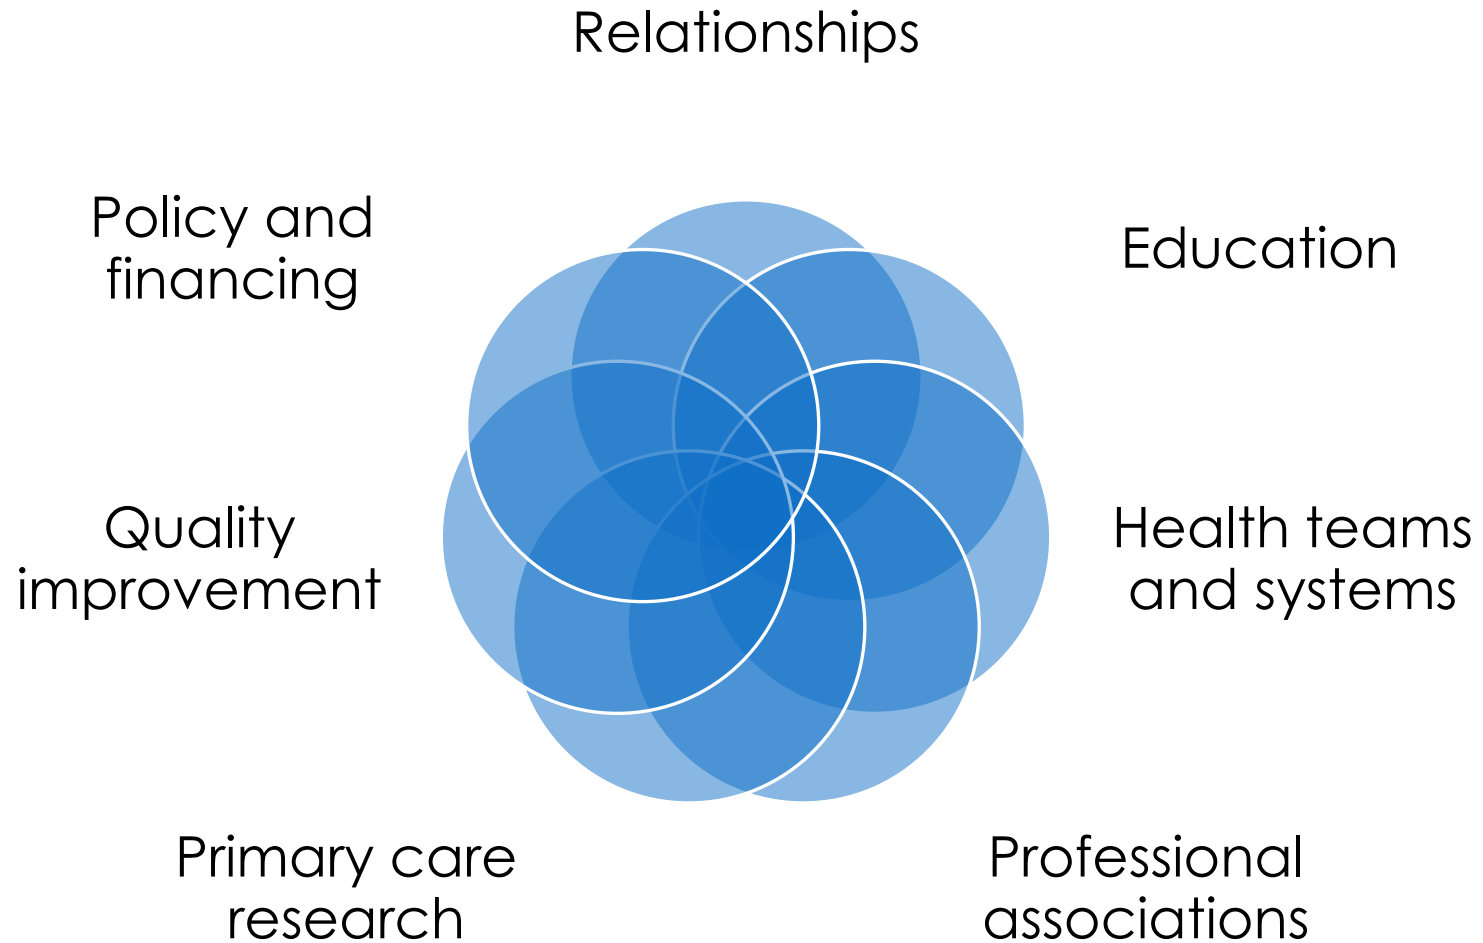 Relationships
Policy and
financing
Education
Quality
improvement
Health teams
and systems
Primary care
research
Professional
associations